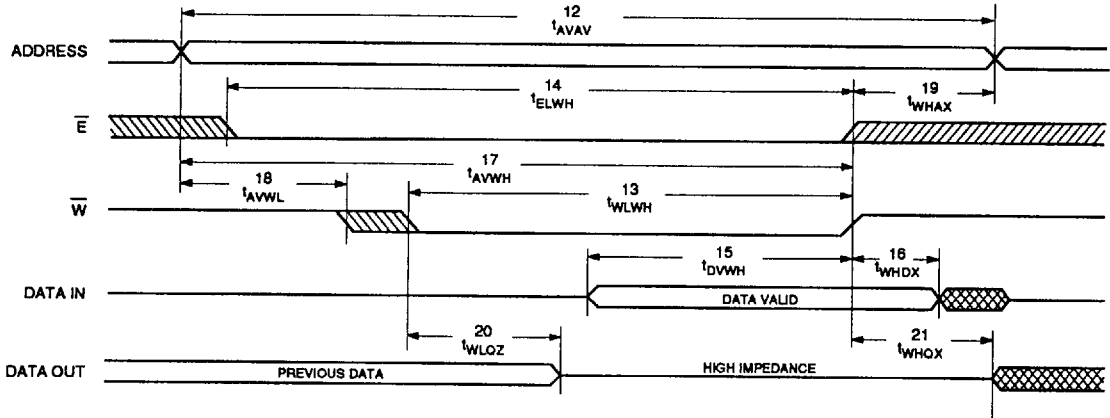 12
tAVAV
ADDRESS
14
tELWH
19
tWHAX
E
17
tAVWH
18
tAVWL
13
tWLWH
W
15
tDVWH
16
tWHDX
DATA IN
DATA VALID
20
tWLQZ
21
tWHQX
DATA OUT
PREVIOUS DATA
HIGH IMPEDANCE